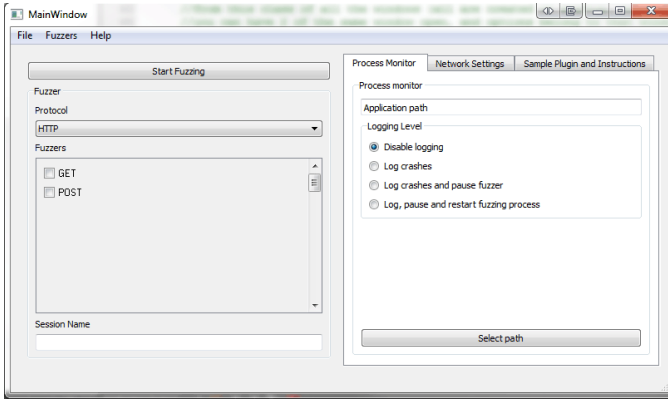 MainWindow
File Fuzzers Help
Start Fuzzing
Fuzzer
Protocol
HTTP
Fuzzers
GET
POST
Session Name
Process Monitor Network Settings Sample Plugin and Instructions
Process monitor
Application path
Logging Level
Disable logging
Log crashes
Log crashes and pause fuzzer
Log, pause and restart fuzzing process
Select path